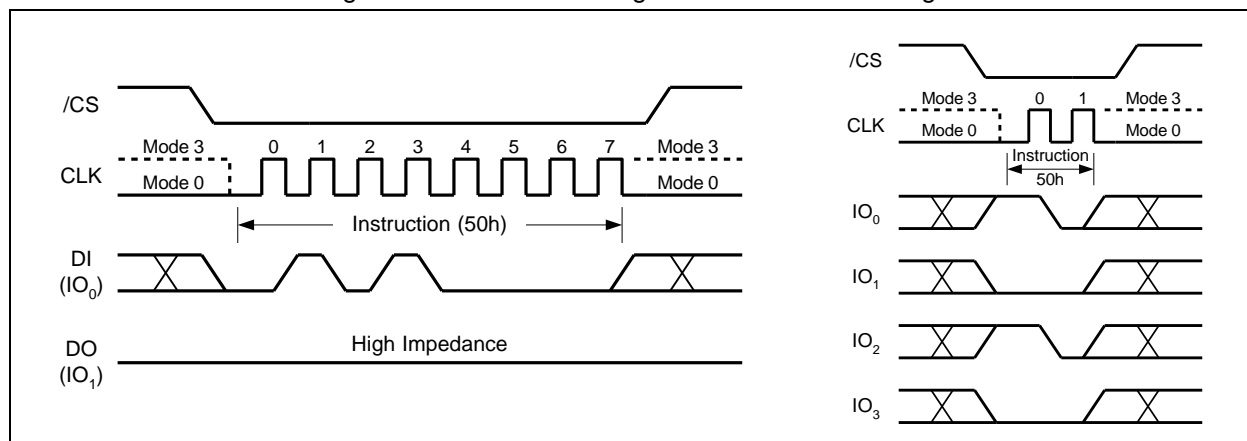 /CS
Mode 3
0 1 2 3 4 5 6 7
Mode 3
CLK
Mode 0
Mode 0
Instruction (50h)
DI
(IO0)
DO
(IO1)
High Impedance
/CS
Mode 3
0 1
Mode 3
CLK
Mode 0
Mode 0
Instruction
50h
IO0
IO1
IO2
IO3